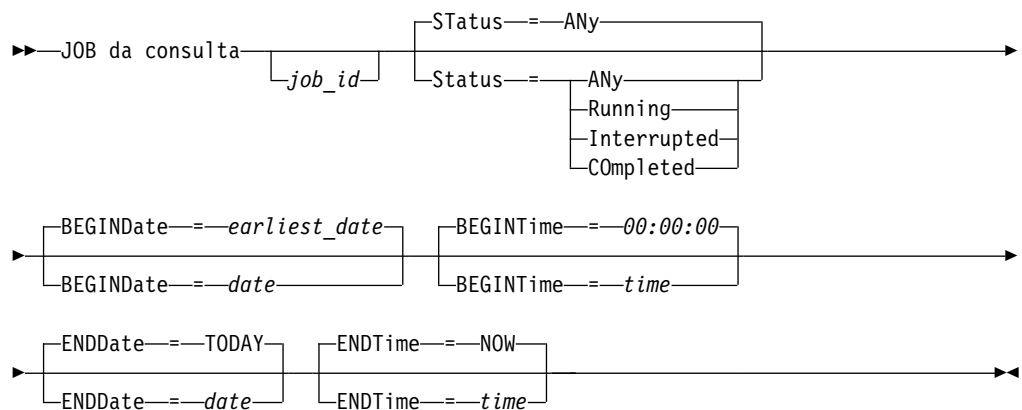 STatus = ANy
JOB da consulta
job_id
Status = ANy
Running
Interrupted
COmpleted
BEGINDate = earliest_date
BEGINTime = 00:00:00
BEGINDate = date
BEGINTime = time
ENDDate = TODAY
ENDTime = NOW
ENDDate = date
ENDTime = time